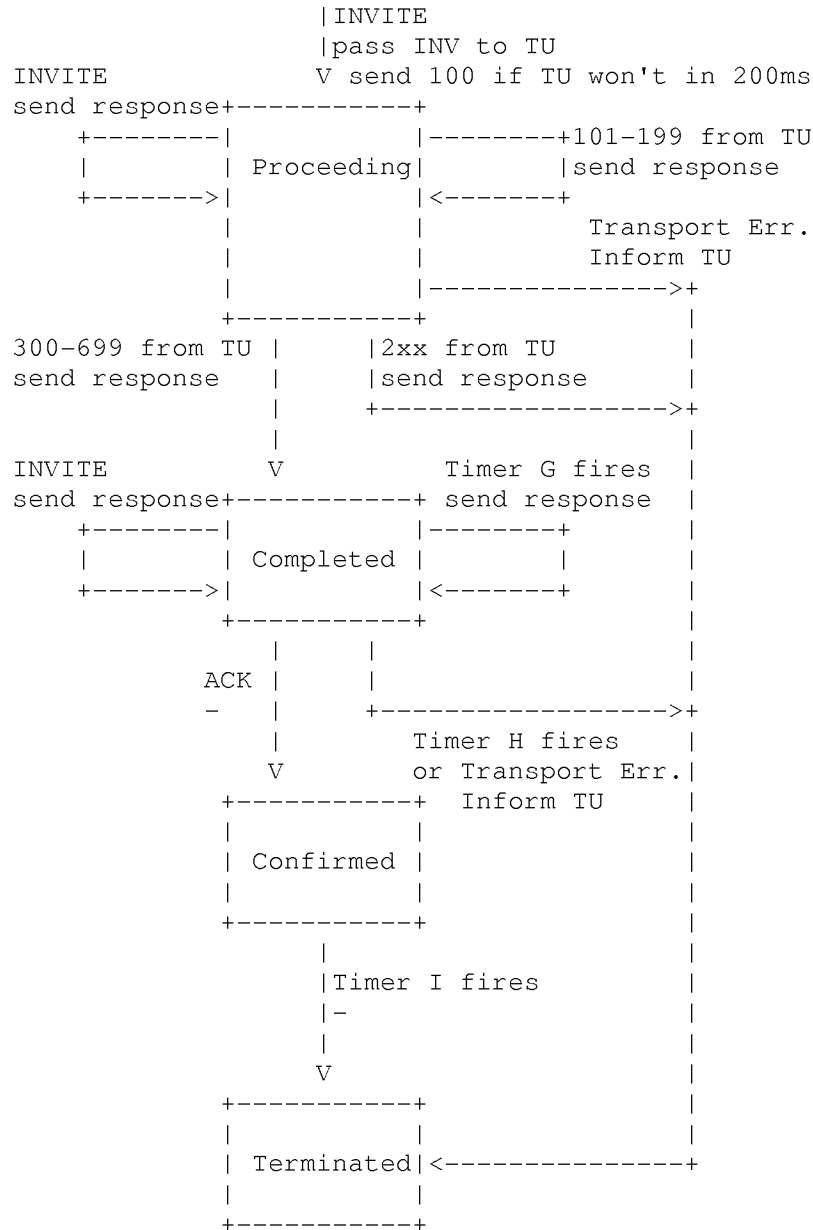 |INVITE
|pass INV to TU
INVITE V send 100 if TU won't in 200ms
send response+-----------+
+--------| |--------+101-199 from TU
| | Proceeding| |send response
+------->| |<-------+
| | Transport Err.
| | Inform TU
| |--------------->+
+-----------+ |
300-699 from TU | |2xx from TU |
send response | |send response |
| +------------------>+
| |
INVITE V Timer G fires |
send response+-----------+ send response |
+--------| |--------+ |
| | Completed | | |
+------->| |<-------+ |
+-----------+ |
| | |
ACK | | |
- | +------------------>+
| Timer H fires |
V or Transport Err.|
+-----------+ Inform TU |
| | |
| Confirmed | |
| | |
+-----------+ |
| |
|Timer I fires |
|- |
| |
V |
+-----------+ |
| | |
| Terminated|<---------------+
| |
+-----------+